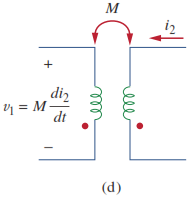 M
i₂
+
v₁ = M di₂/dt
−
(d)